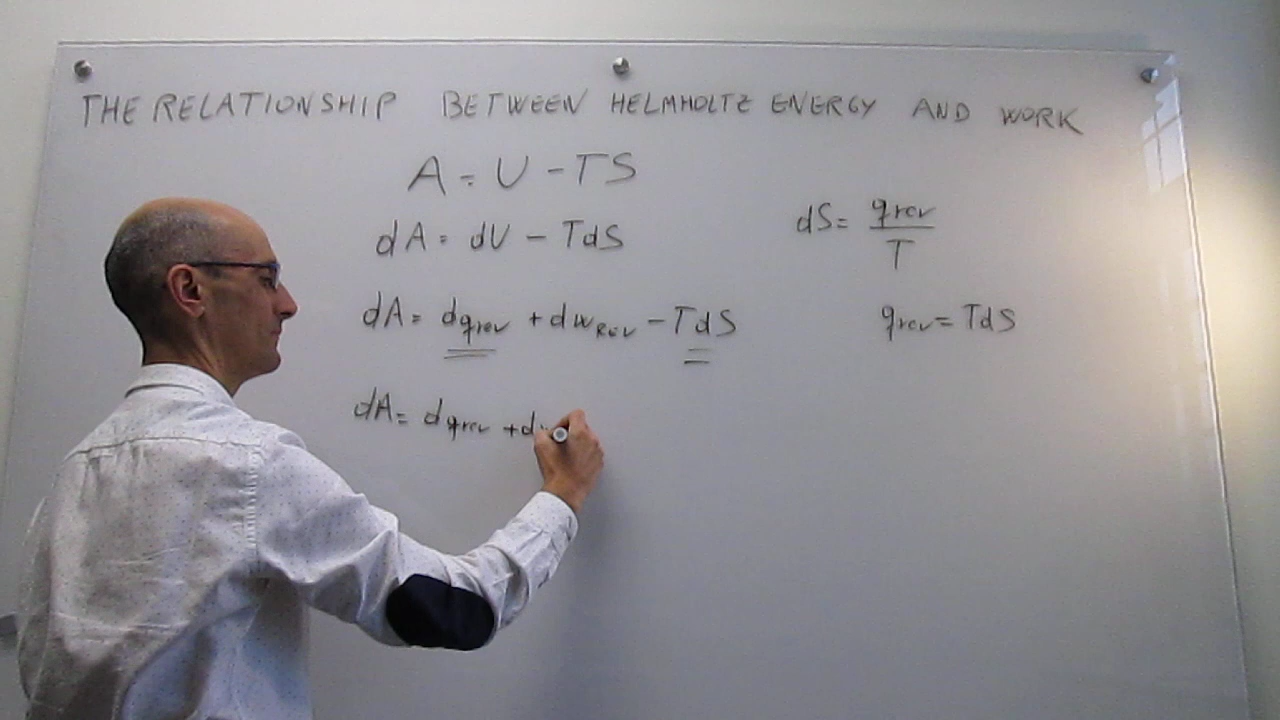 THE RELATIONSHIP BETWEEN HELMHOLTZ ENERGY AND WORK
A = U - TS
dA = dU - TdS
dS = qrev / T
dA = dqrev + dwRev - TdS
qrev = TdS
dA = dqrev + d